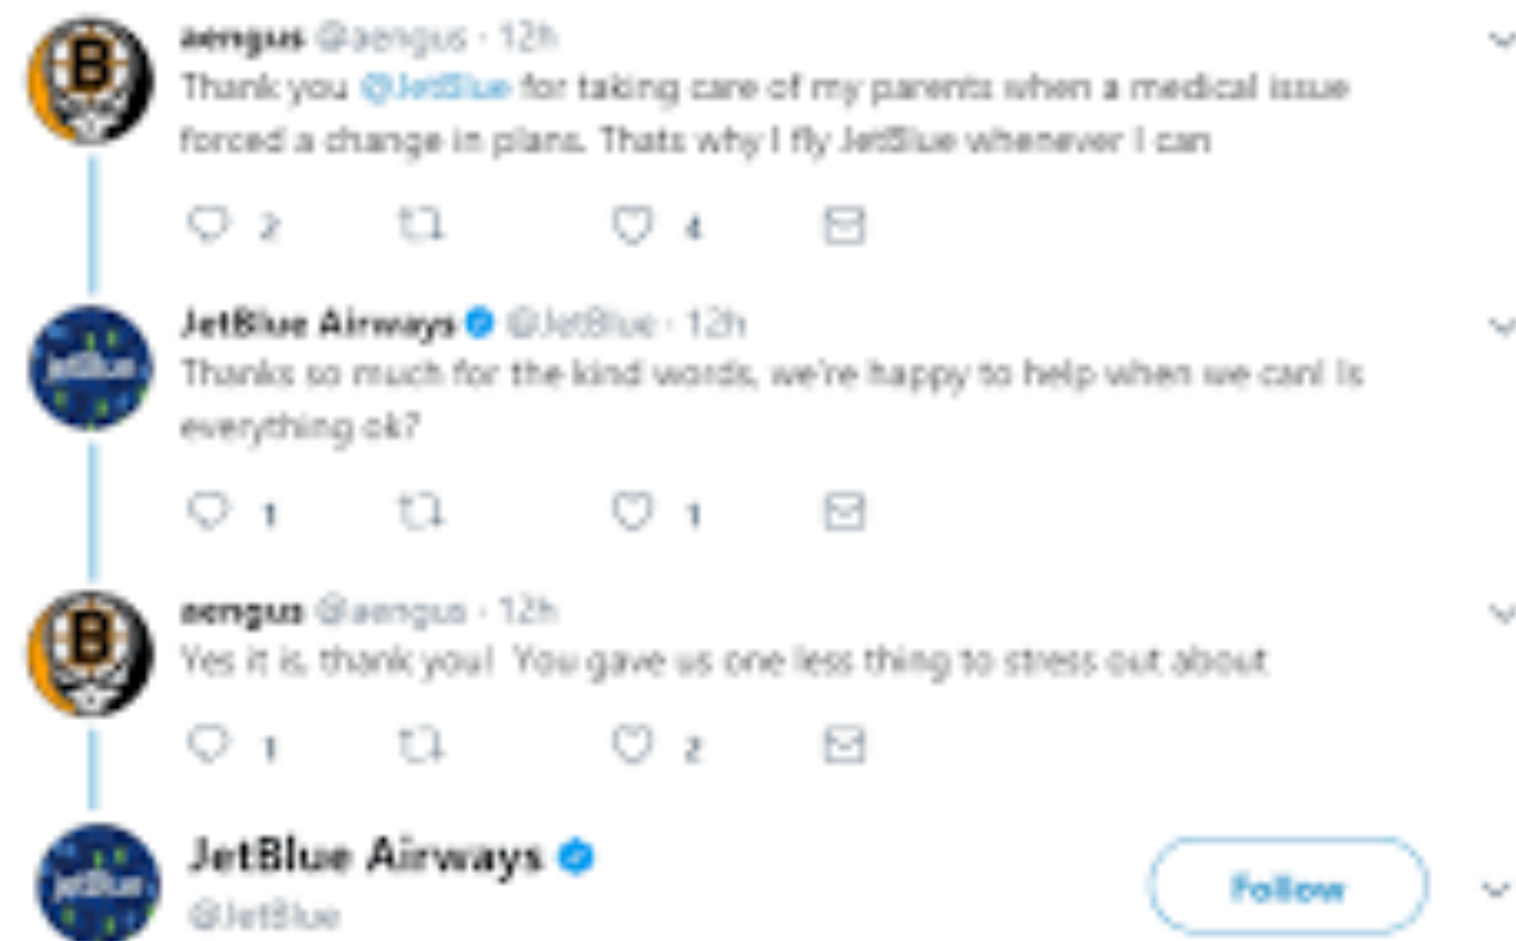 aengus @aengus · 12h
Thank you @JetBlue for taking care of my parents when a medical issue
forced a change in plans. Thats why I fly JetBlue whenever I can
2 4
JetBlue Airways @JetBlue · 12h
Thanks so much for the kind words, we're happy to help when we can! Is
everything ok?
1 1
aengus @aengus · 12h
Yes it is, thank you!  You gave us one less thing to stress out about
1 2
JetBlue Airways
@JetBlue
Follow
B
jetBlue
B
jetBlue